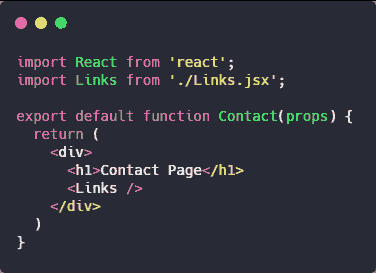 import React from 'react';
import Links from './Links.jsx';
export default function Contact(props) {
return (
<div>
<h1>Contact Page</h1>
<Links />
</div>
)
}